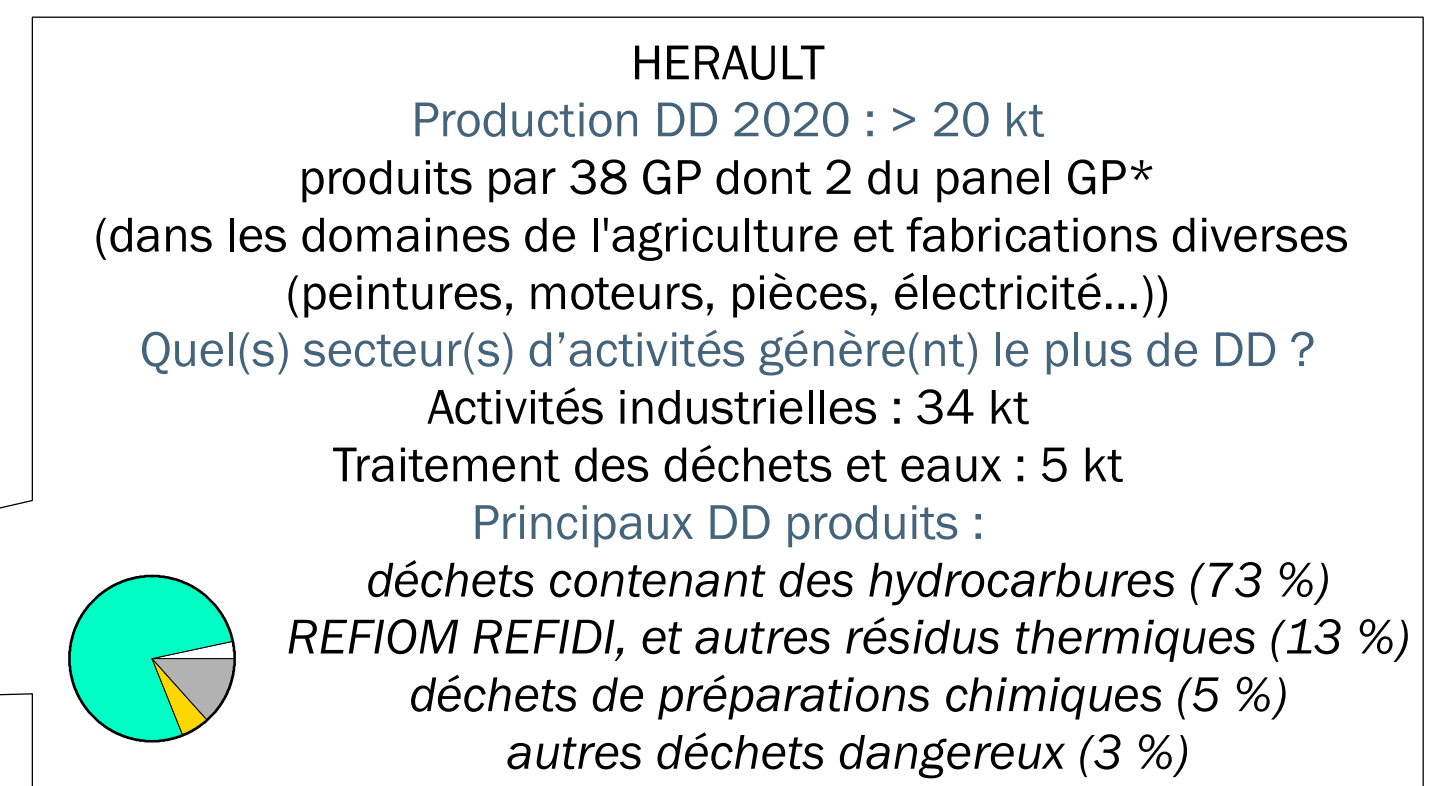 HERAULT
Production DD 2020 : > 20 kt
produits par 38 GP dont 2 du panel GP*
(dans les domaines de l'agriculture et fabrications diverses
(peintures, moteurs, pièces, électricité...))
Quel(s) secteur(s) d’activités génère(nt) le plus de DD ?
Activités industrielles : 34 kt
Traitement des déchets et eaux : 5 kt
Principaux DD produits :
déchets contenant des hydrocarbures (73 %)
REFIOM REFIDI, et autres résidus thermiques (13 %)
déchets de préparations chimiques (5 %)
autres déchets dangereux (3 %)